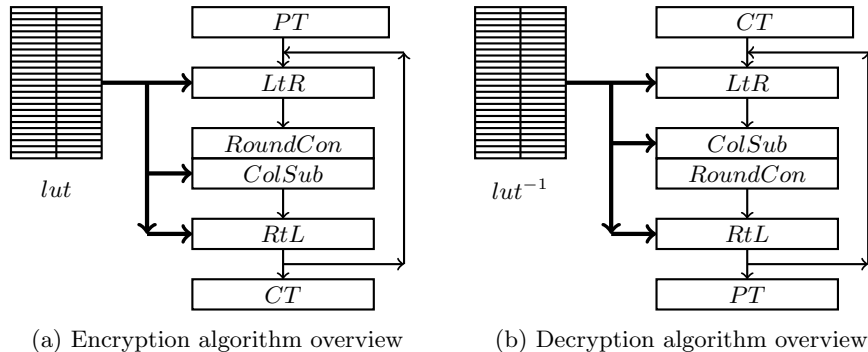 PT
LtR
RoundCon
ColSub
lut
RtL
CT
(a) Encryption algorithm overview
CT
LtR
ColSub
RoundCon
lut⁻¹
RtL
PT
(b) Decryption algorithm overview